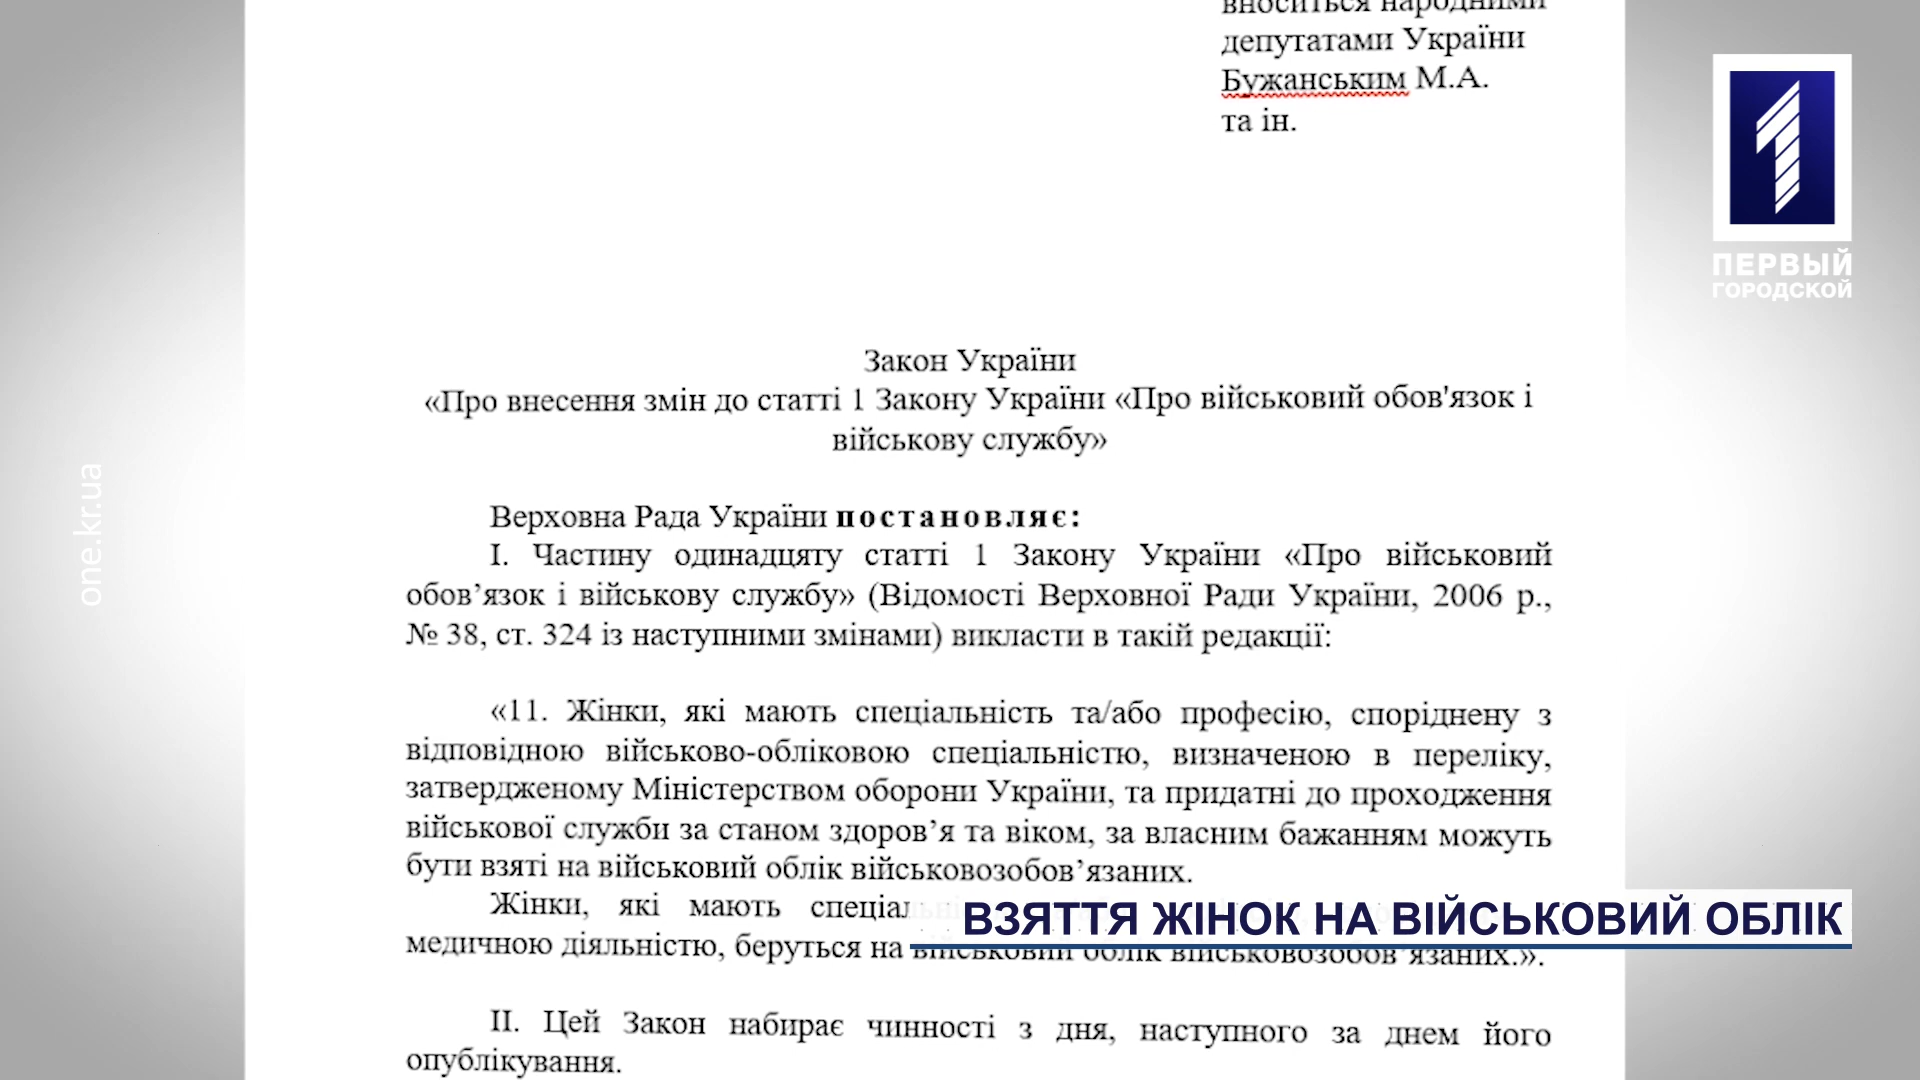 вноситься народними
депутатами України
Бужанським М.А.
та ін.
ПЕРВЫЙ
ГОРОДСКОЙ
one.kr.ua
Закон України
«Про внесення змін до статті 1 Закону України «Про військовий обов'язок і
військову службу»
Верховна Рада України постановляє:
І. Частину одинадцяту статті 1 Закону України «Про військовий
обов’язок і військову службу» (Відомості Верховної Ради України, 2006 р.,
№ 38, ст. 324 із наступними змінами) викласти в такій редакції:
«11. Жінки, які мають спеціальність та/або професію, споріднену з
відповідною військово-обліковою спеціальністю, визначеною в переліку,
затвердженому Міністерством оборони України, та придатні до проходження
військової служби за станом здоров’я та віком, за власним бажанням можуть
бути взяті на військовий облік військовозобов’язаних.
Жінки, які мають
медичною діяльністю, беруться на військовий облік військовозобов’язаних.».
ВЗЯТТЯ ЖІНОК НА ВІЙСЬКОВИЙ ОБЛІК
ІІ. Цей Закон набирає чинності з дня, наступного за днем його
опублікування.